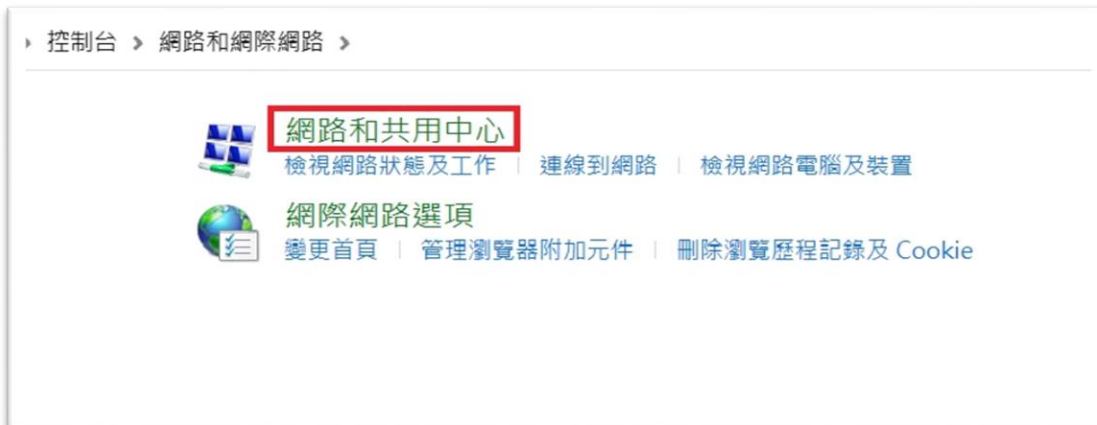 控制台 > 網路和網際網路 >
網路和共用中心
檢視網路狀態及工作 | 連線到網路 | 檢視網路電腦及裝置
網際網路選項
變更首頁 | 管理瀏覽器附加元件 | 刪除瀏覽歷程記錄及 Cookie